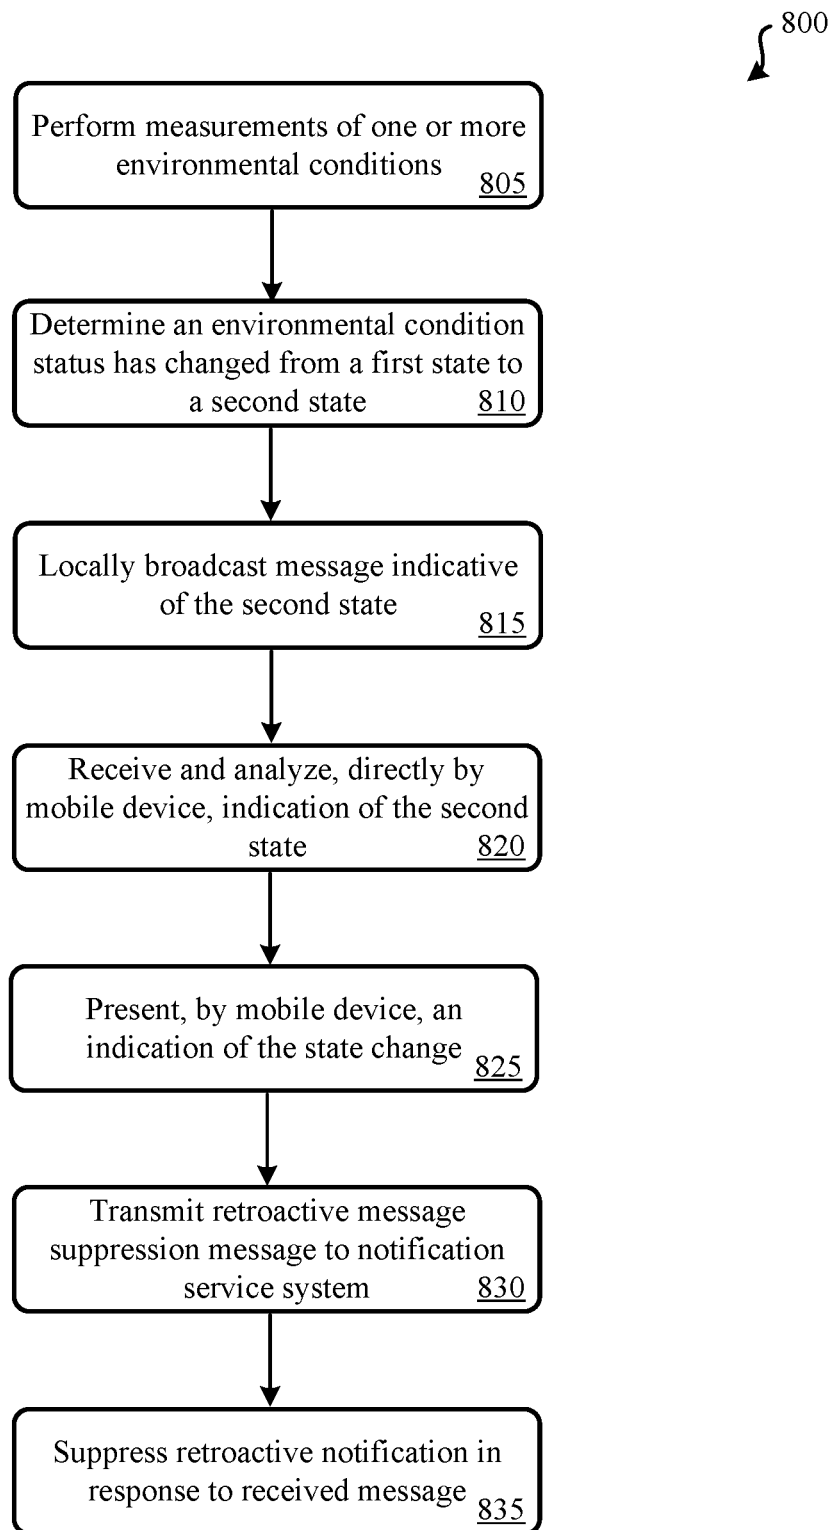 800
Perform measurements of one or more
environmental conditions
805
Determine an environmental condition
status has changed from a first state to
a second state
810
Locally broadcast message indicative
of the second state
815
Receive and analyze, directly by
mobile device, indication of the second
state
820
Present, by mobile device, an
indication of the state change
825
Transmit retroactive message
suppression message to notification
service system
830
Suppress retroactive notification in
response to received message
835